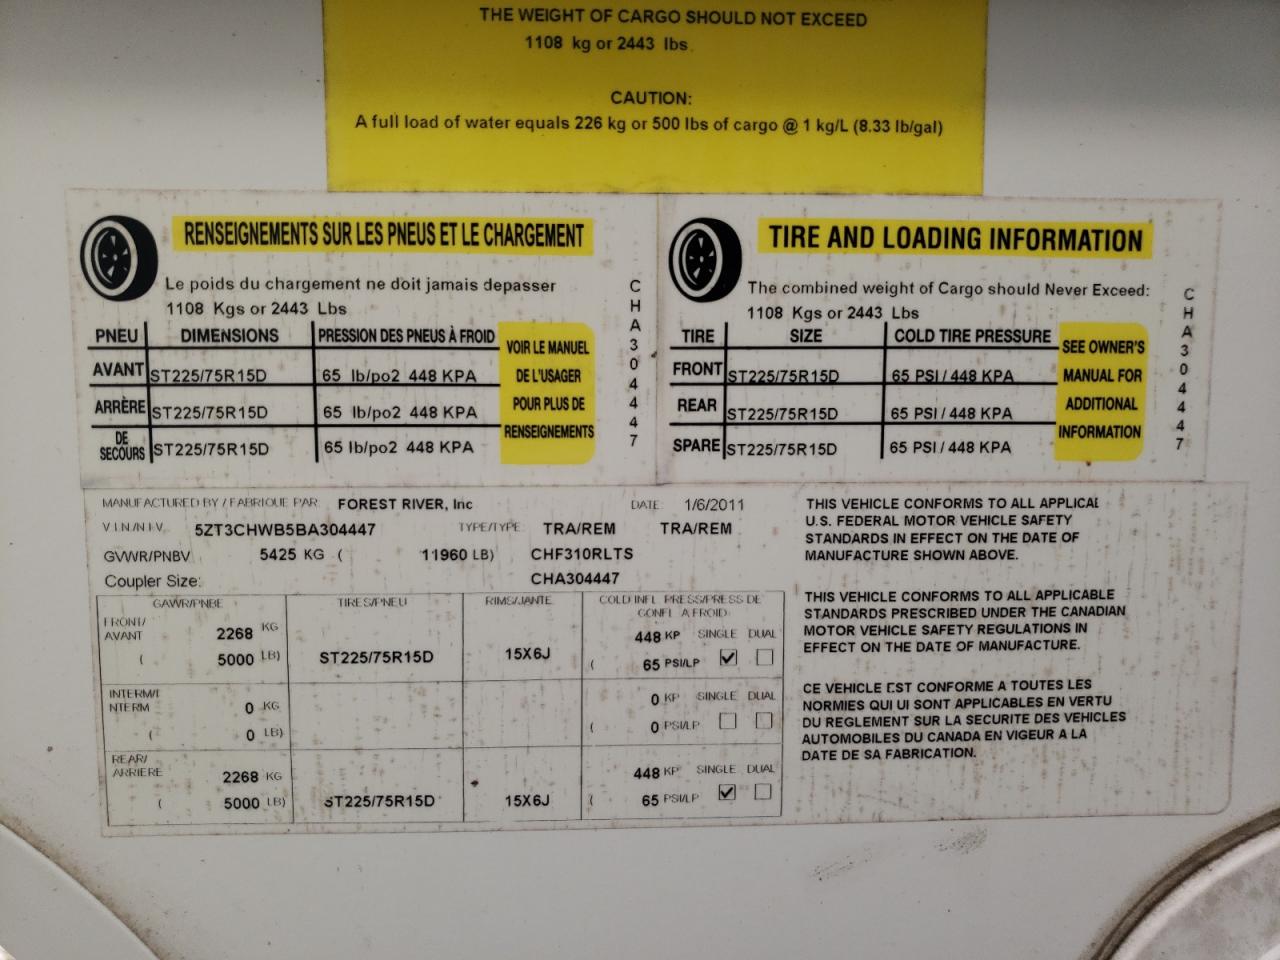 THE WEIGHT OF CARGO SHOULD NOT EXCEED
1108 kg or 2443 lbs.
CAUTION:
A full load of water equals 226 kg or 500 lbs of cargo @ 1 kg/L (8.33 lb/gal)
RENSEIGNEMENTS SUR LES PNEUS ET LE CHARGEMENT
Le poids du chargement ne doit jamais depasser
1108 Kgs or 2443 Lbs
PNEU DIMENSIONS PRESSION DES PNEUS À FROID
AVANT ST225/75R15D 65 lb/po2 448 KPA
ARRÈRE ST225/75R15D 65 lb/po2 448 KPA
DE SECOURS ST225/75R15D 65 lb/po2 448 KPA
VOIR LE MANUEL
DE L'USAGER
POUR PLUS DE
RENSEIGNEMENTS
CHA304447
TIRE AND LOADING INFORMATION
The combined weight of Cargo should Never Exceed:
1108 Kgs or 2443 Lbs
TIRE SIZE COLD TIRE PRESSURE
FRONT ST225/75R15D 65 PSI / 448 KPA
REAR ST225/75R15D 65 PSI / 448 KPA
SPARE ST225/75R15D 65 PSI / 448 KPA
SEE OWNER'S
MANUAL FOR
ADDITIONAL
INFORMATION
CHA304447
MANUFACTURED BY / FABRIQUE PAR: FOREST RIVER, Inc DATE: 1/6/2011
V.I.N./N.I.V. 5ZT3CHWB5BA304447 TYPE/TYPE: TRA/REM TRA/REM
GVWR/PNBV 5425 KG ( 11960 LB) CHF310RLTS
Coupler Size: CHA304447
GAWR/PNBE TIRES/PNEU RIMS/JANTE COLD INFL. PRESS/PRESS DE
GONFL. A FROID
FRONT/
AVANT 2268 KG 448 KP SINGLE DUAL
( 5000 LB) ST225/75R15D 15X6J ( 65 PSI/LP
INTERM/I
NTERM 0 KG 0 KP SINGLE DUAL
( 0 LB) ( 0 PSI/LP
REAR/
ARRIERE 2268 KG 448 KP SINGLE DUAL
( 5000 LB) ST225/75R15D 15X6J ( 65 PSI/LP
THIS VEHICLE CONFORMS TO ALL APPLICAL
U.S. FEDERAL MOTOR VEHICLE SAFETY
STANDARDS IN EFFECT ON THE DATE OF
MANUFACTURE SHOWN ABOVE.
THIS VEHICLE CONFORMS TO ALL APPLICABLE
STANDARDS PRESCRIBED UNDER THE CANADIAN
MOTOR VEHICLE SAFETY REGULATIONS IN
EFFECT ON THE DATE OF MANUFACTURE.
CE VEHICLE EST CONFORME A TOUTES LES
NORMIES QUI UI SONT APPLICABLES EN VERTU
DU REGLEMENT SUR LA SECURITE DES VEHICLES
AUTOMOBILES DU CANADA EN VIGEUR A LA
DATE DE SA FABRICATION.